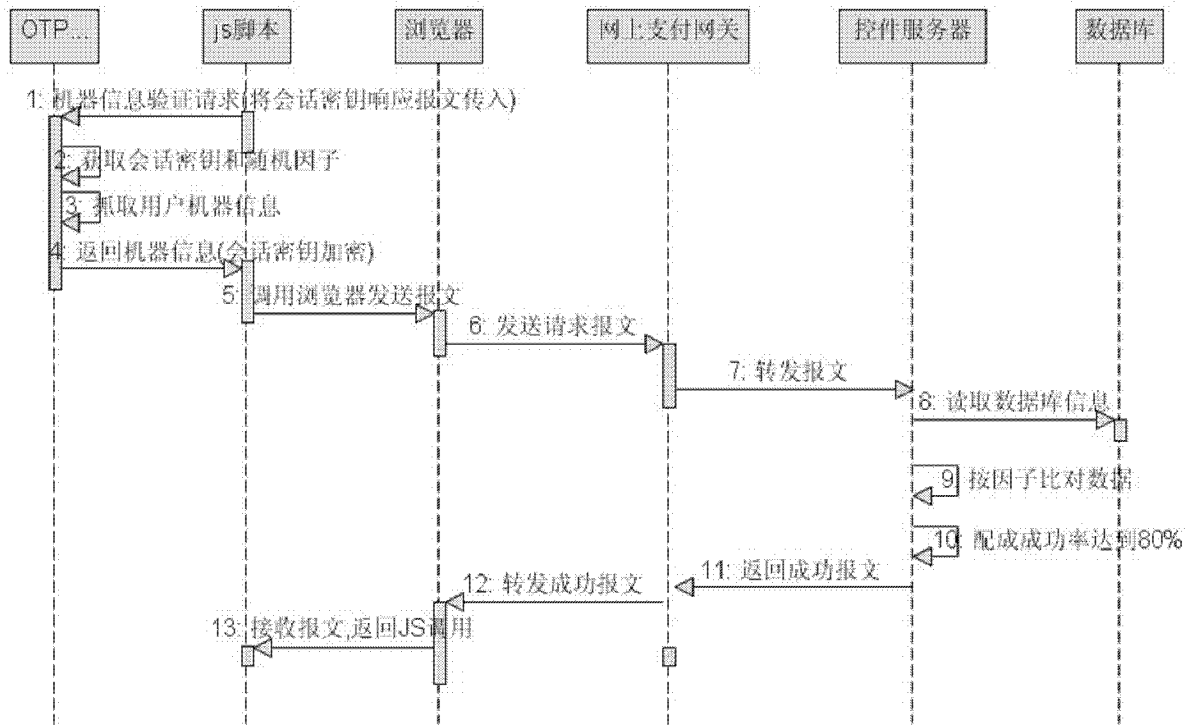 OTP... js脚本 浏览器 网上支付网关 控件服务器 数据库
1: 机器信息验证请求(将会话密钥响应报文传入)
2: 获取会话密钥和随机因子
3: 抓取用户机器信息
4: 返回机器信息(会话密钥加密)
5: 调用浏览器发送报文
6: 发送请求报文
7: 转发报文
8: 读取数据库信息
9: 按因子比对数据
10: 配成成功率达到80%
11: 返回成功报文
12: 转发成功报文
13: 接收报文,返回JS调用